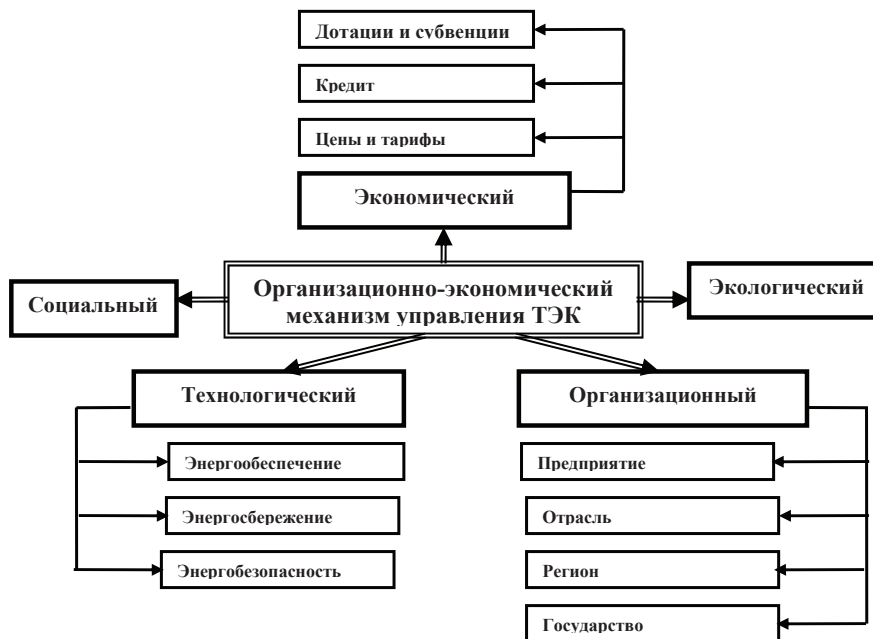 Дотации и субвенции
Кредит
Цены и тарифы
Экономический
Организационно-экономический
механизм управления ТЭК
Социальный
Экологический
Технологический
Организационный
Энергообеспечение
Энергосбережение
Энергобезопасность
Предприятие
Отрасль
Регион
Государство